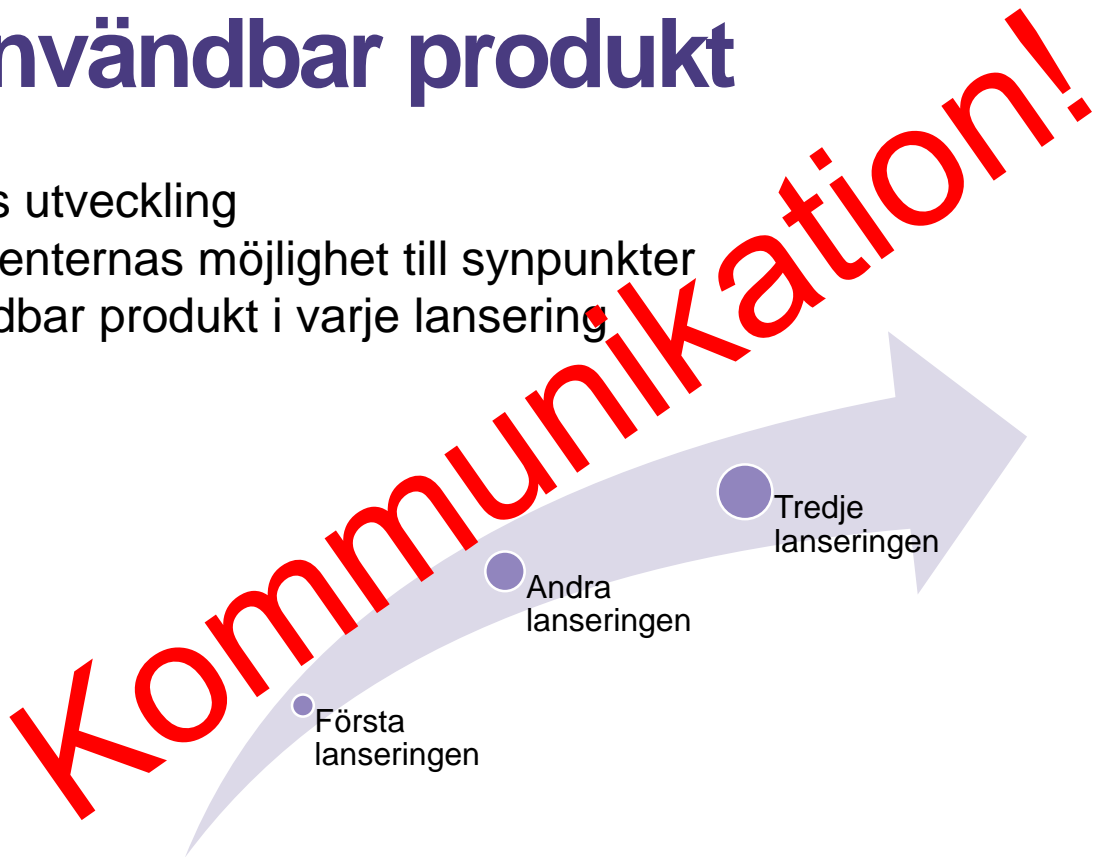 nvändbar produkt
s utveckling
enternas möjlighet till synpunkter
dbar produkt i varje lansering
Kommunikation!
Tredje
lanseringen
Andra
lanseringen
Första
lanseringen